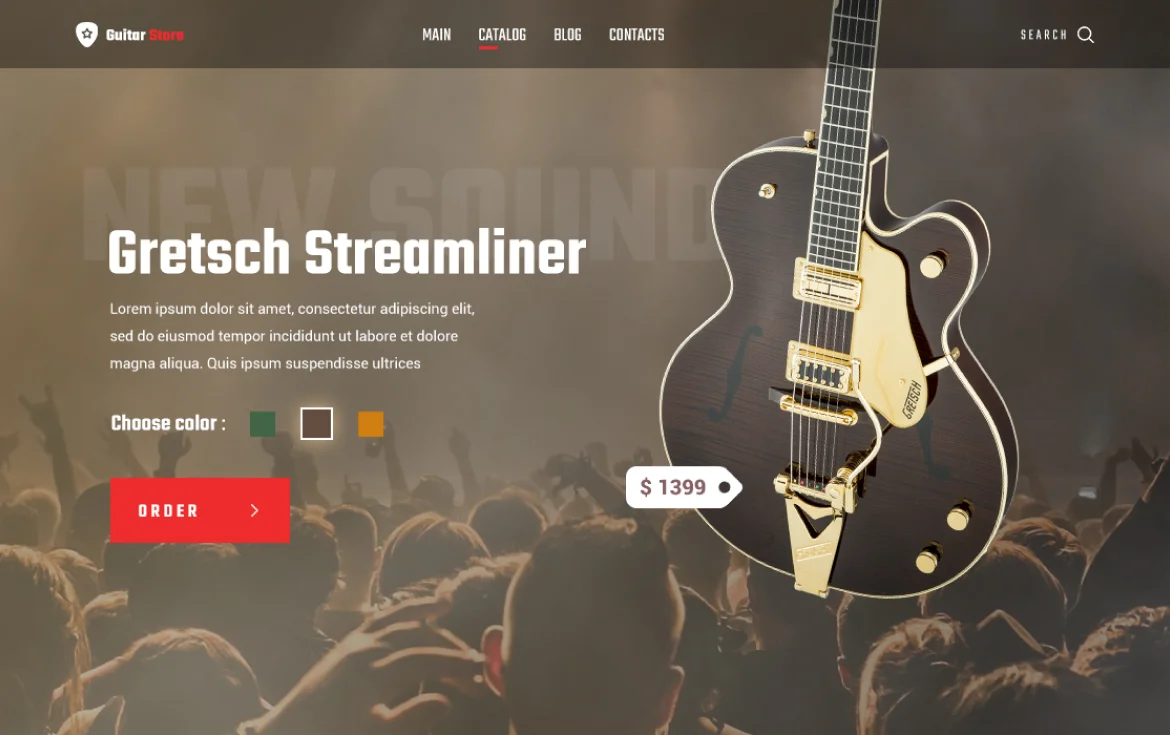 Guitar Store
MAIN
CATALOG
BLOG
CONTACTS
SEARCH
NEW SOUND
Gretsch Streamliner
Lorem ipsum dolor sit amet, consectetur adipiscing elit,
sed do eiusmod tempor incididunt ut labore et dolore
magna aliqua. Quis ipsum suspendisse ultrices
GRETSCH
Choose color :
$ 1399
ORDER